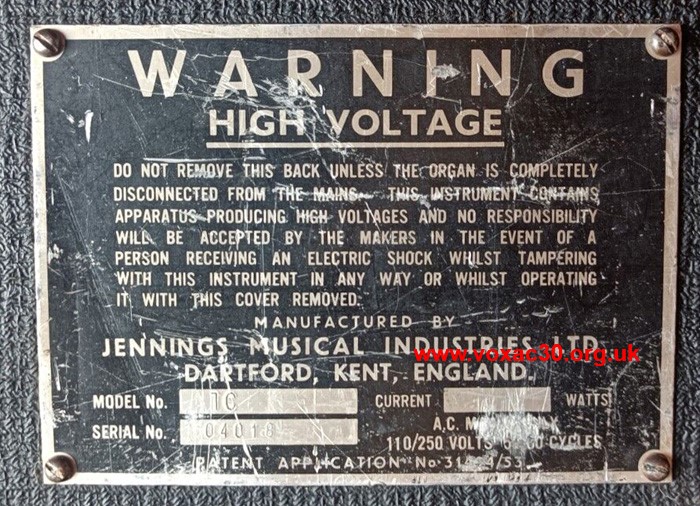 WARNING
HIGH VOLTAGE
DO NOT REMOVE THIS BACK UNLESS THE ORGAN IS COMPLETELY
DISCONNECTED FROM THE MAINS. THIS INSTRUMENT CONTAINS
APPARATUS PRODUCING HIGH VOLTAGES AND NO RESPONSIBILITY
WILL BE ACCEPTED BY THE MAKERS IN THE EVENT OF A
PERSON RECEIVING AN ELECTRIC SHOCK WHILST TAMPERING
WITH THIS INSTRUMENT IN ANY WAY OR WHILST OPERATING
IT WITH THIS COVER REMOVED.
MANUFACTURED BY
JENNINGS MUSICAL INDUSTRIES LTD
www.voxac30.org.uk
DARTFORD, KENT, ENGLAND
MODEL No. CURRENT WATTS
SERIAL No. A.C.
110/250 VOLTS CYCLES
PATENT APPLICATION No